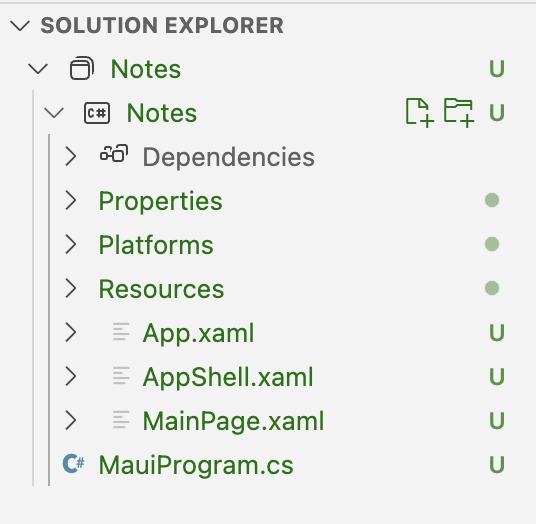 SOLUTION EXPLORER
Notes U
C# Notes U
Dependencies
Properties
Platforms
Resources
App.xaml U
AppShell.xaml U
MainPage.xaml U
C# MauiProgram.cs U